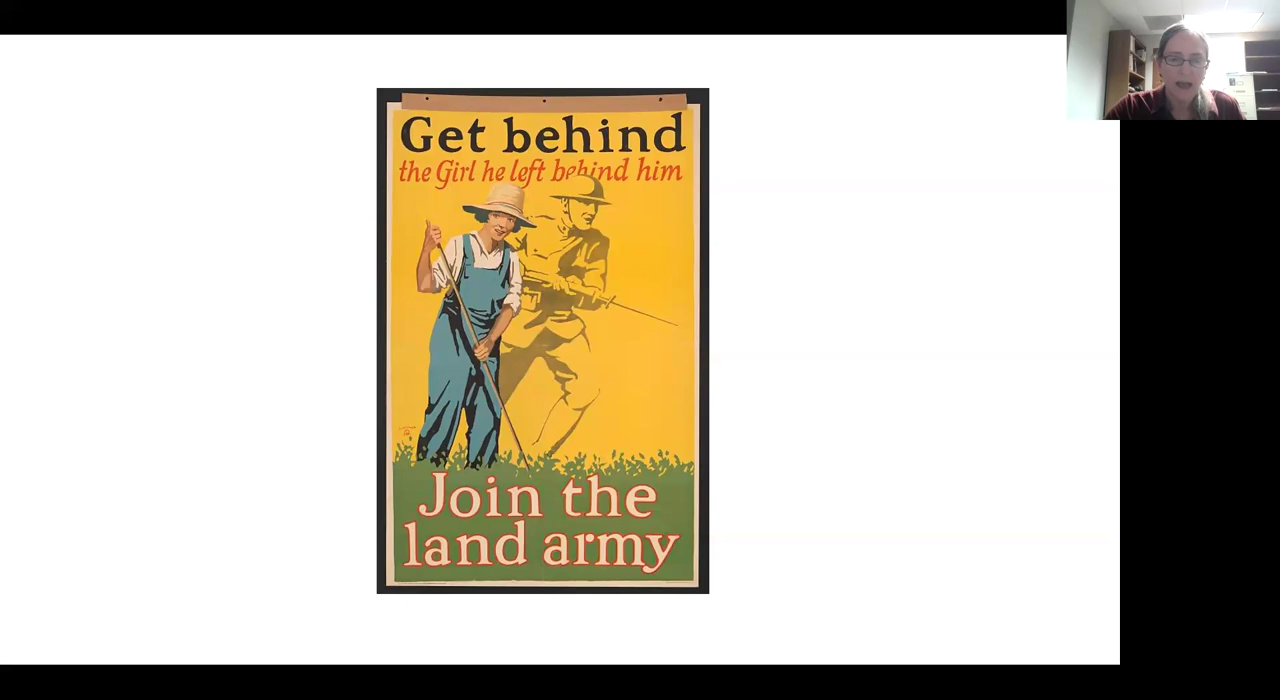 Get behind
the Girl he left behind him
Join the
land army